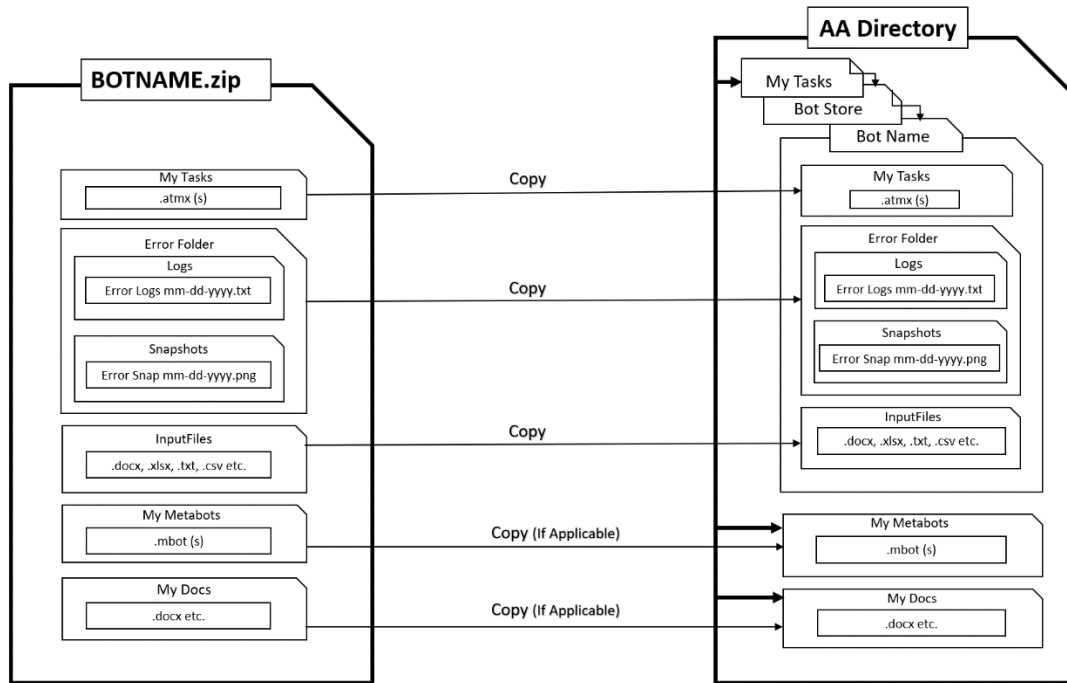 BOTNAME.zip
My Tasks
.atmx (s)
Error Folder
Logs
Error Logs mm-dd-yyyy.txt
Snapshots
Error Snap mm-dd-yyyy.png
InputFiles
.docx, .xlsx, .txt, .csv etc.
My Metabots
.mbot (s)
My Docs
.docx etc.
Copy
Copy
Copy
Copy (If Applicable)
Copy (If Applicable)
AA Directory
My Tasks
Bot Store
Bot Name
My Tasks
.atmx (s)
Error Folder
Logs
Error Logs mm-dd-yyyy.txt
Snapshots
Error Snap mm-dd-yyyy.png
InputFiles
.docx, .xlsx, .txt, .csv etc.
My Metabots
.mbot (s)
My Docs
.docx etc.